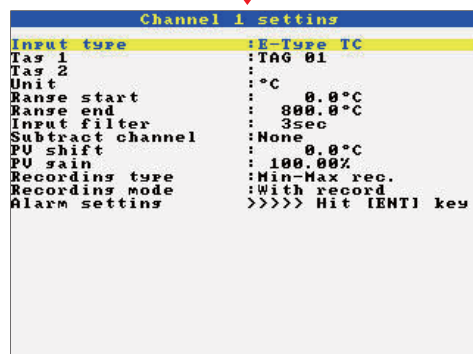 Channel 1 setting
Input type :E-Type TC
Tag 1 :TAG 01
Tag 2 :
Unit :°C
Range start : 0.0°C
Range end : 800.0°C
Input filter : 3sec
Subtract channel :None
PV shift : 0.0°C
PV gain : 100.00%
Recording type :Min-Max rec.
Recording mode :With record
Alarm setting >>>>> Hit [ENT] key